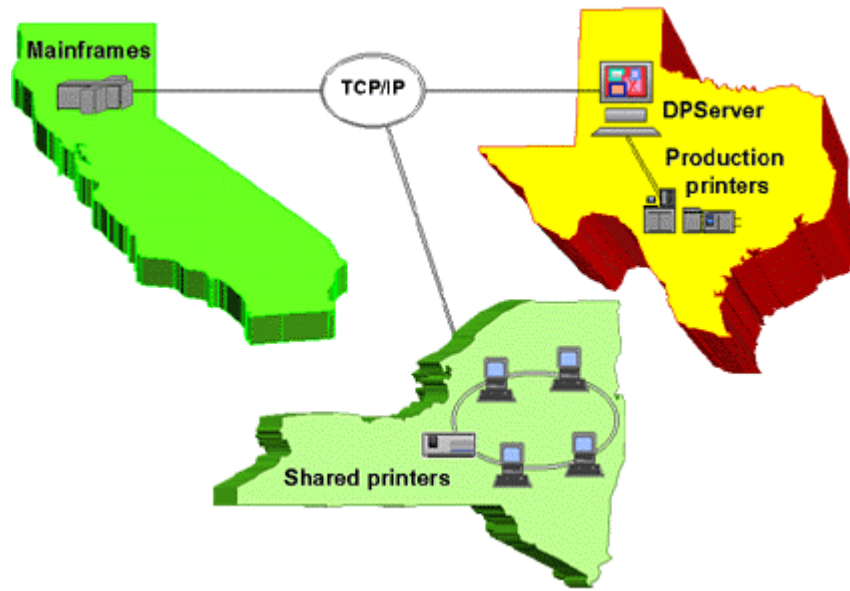 Mainframes
TCP/IP
DPServer
Production
printers
Shared printers